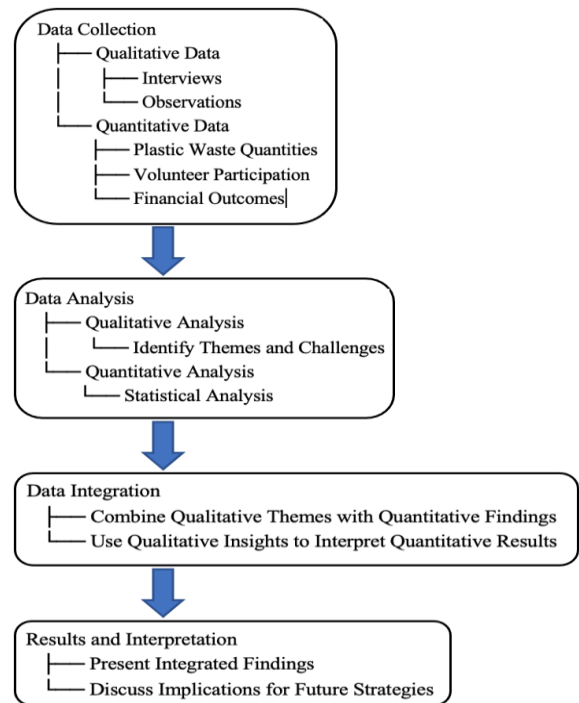 Data Collection
Qualitative Data
Interviews
Observations
Quantitative Data
Plastic Waste Quantities
Volunteer Participation
Financial Outcomes
Data Analysis
Qualitative Analysis
Identify Themes and Challenges
Quantitative Analysis
Statistical Analysis
Data Integration
Combine Qualitative Themes with Quantitative Findings
Use Qualitative Insights to Interpret Quantitative Results
Results and Interpretation
Present Integrated Findings
Discuss Implications for Future Strategies